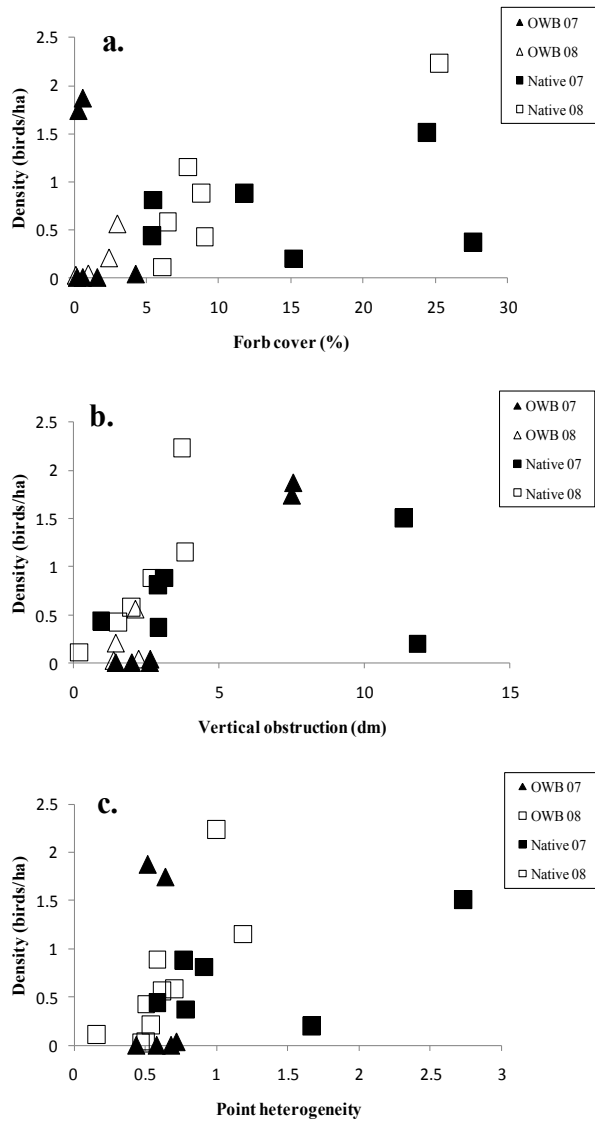 a.
OWB 07
OWB 08
Native 07
Native 08
Density (birds/ha)
2.5
2
1.5
1
0.5
0
0 5 10 15 20 25 30
Forb cover (%)
b.
OWB 07
OWB 08
Native 07
Native 08
Density (birds/ha)
2.5
2
1.5
1
0.5
0
0 5 10 15
Vertical obstruction (dm)
c.
OWB 07
OWB 08
Native 07
Native 08
Density (birds/ha)
2.5
2
1.5
1
0.5
0
0 0.5 1 1.5 2 2.5 3
Point heterogeneity